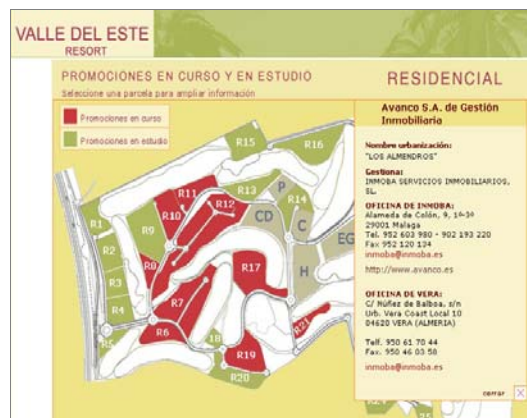 VALLE DEL ESTE
RESORT
PROMOCIONES EN CURSO Y EN ESTUDIO
Seleccione una parcela para ampliar información
RESIDENCIAL
Promociones en curso
Promociones en estudio
Avanco S.A. de Gestión
Inmobiliaria
Nombre urbanización:
"LOS ALMENDROS"
Gestiona:
INMOBA SERVICIOS INMOBILIARIOS,
SL.
OFICINA DE INMOBA:
Alameda de Colón, 9, 1º-3º
29001 Malaga
Tel. 952 603 980 - 902 193 220
Fax 952 120 134
inmoba@inmoba.es
http://www.avanco.es
OFICINA DE VERA:
C/ Núñez de Balboa, s/n
Urb. Vera Coast Local 10
04620 VERA (ALMERIA)
Telf. 950 61 70 44
Fax. 950 46 03 58
inmoba@inmoba.es
cerrar X
R15
R16
R11
R13
P
R10
R12
R14
R1
R9
CD
C
R2
EG
R8
R17
H
R3
R7
R4
R21
R6
R5
18
R19
R20